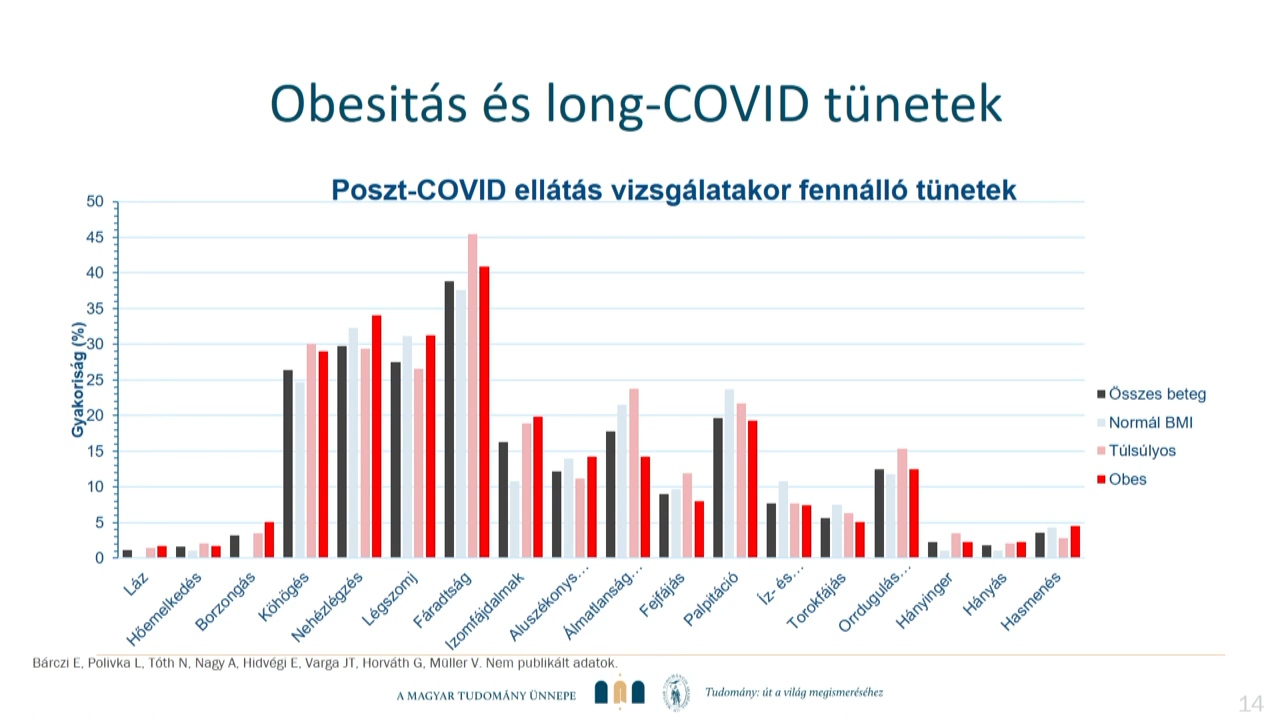 Obesitás és long-COVID tünetek
Poszt-COVID ellátás vizsgálatakor fennálló tünetek
Gyakoriság (%)
50
45
40
35
30
25
20
15
10
5
0
Láz
Hőemelkedés
Borzongás
Köhögés
Nehézlégzés
Légszomj
Fáradtság
Izomfájdalmak
Aluszékonys…
Álmatlanság…
Fejfájás
Palpitáció
Íz- és…
Torokfájás
Orrdugulás…
Hányinger
Hányás
Hasmenés
Összes beteg
Normál BMI
Túlsúlyos
Obes
Bárczi E, Polivka L, Tóth N, Nagy A, Hidvégi E, Varga JT, Horváth G, Müller V. Nem publikált adatok.
A MAGYAR TUDOMÁNY ÜNNEPE
Tudomány: út a világ megismeréséhez
14